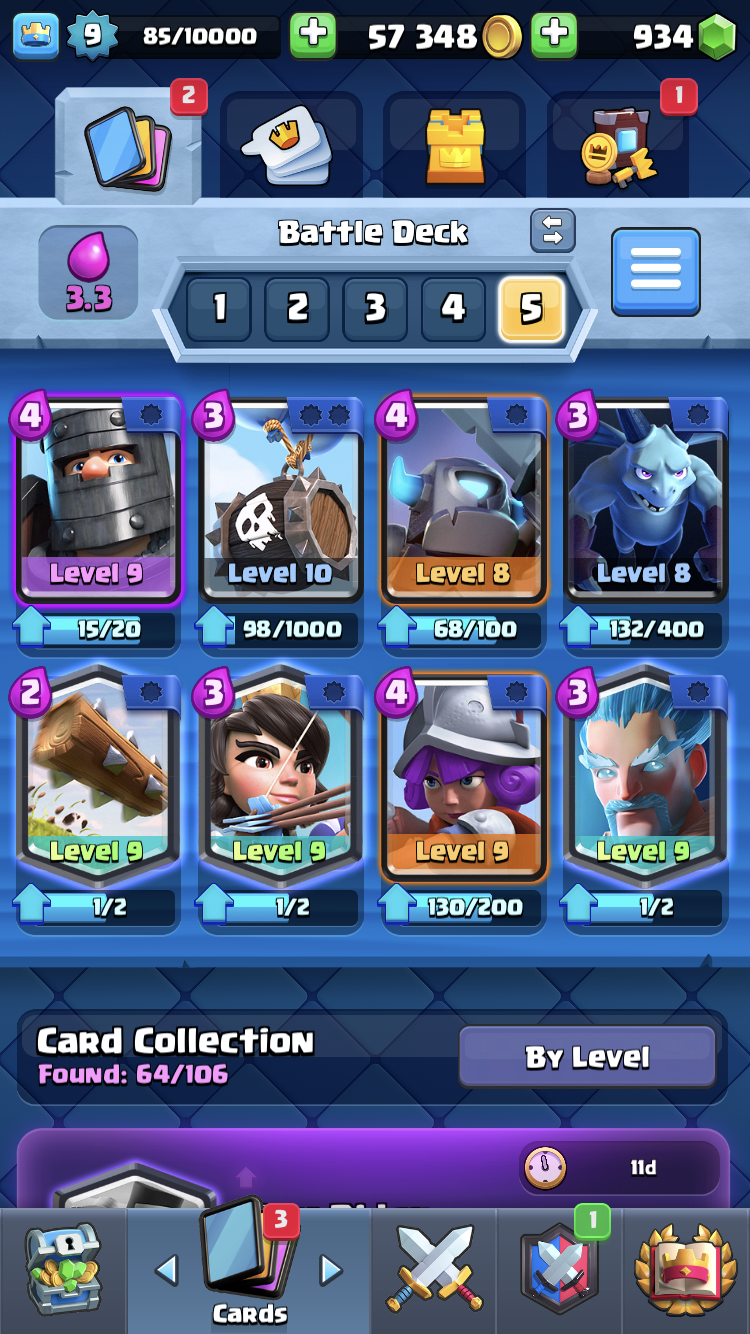 9
85/10000
57 348
934
2
1
Battle Deck
3.3
1
2
3
4
5
4
3
4
3
Level 9
Level 10
Level 8
Level 8
15/20
98/1000
68/100
132/400
2
3
4
3
Level 9
Level 9
Level 9
Level 9
1/2
1/2
130/200
1/2
Card Collection
Found: 64/106
By Level
11d
3
1
Cards